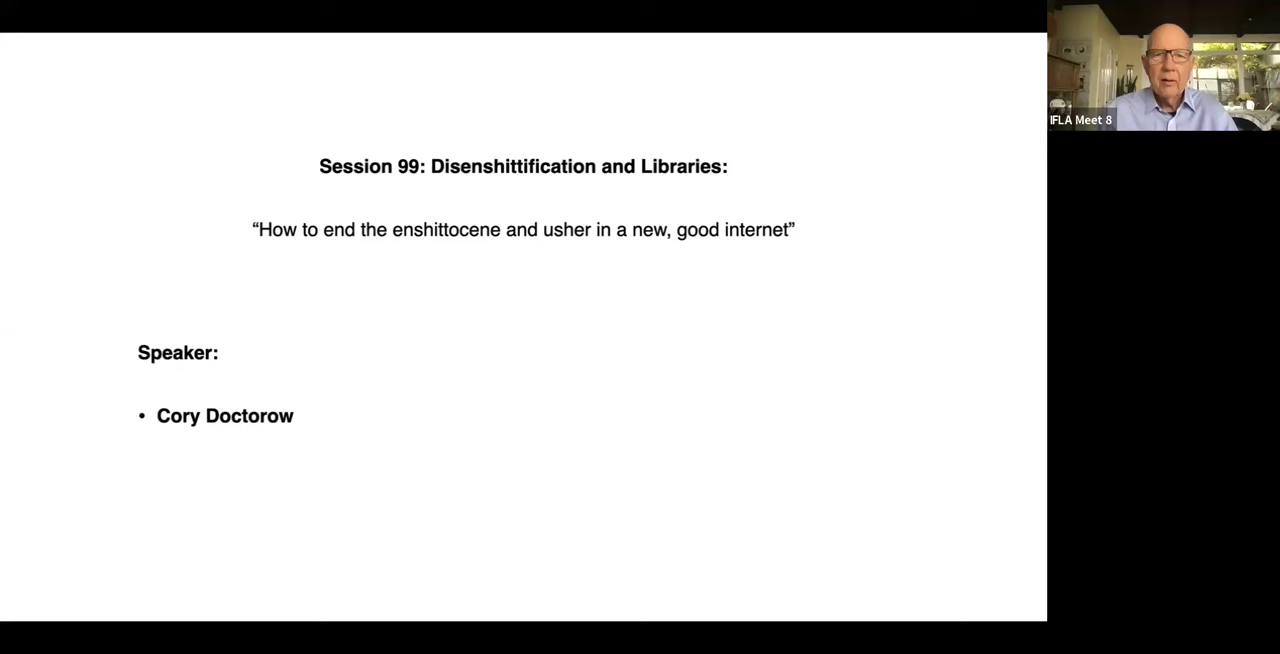 Session 99: Disenshittification and Libraries:
“How to end the enshittocene and usher in a new, good internet”
Speaker:
• Cory Doctorow
IFLA Meet 8